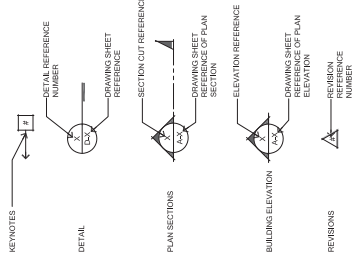 KEYNOTES
#
DETAIL
X
D-X
DETAIL REFERENCE
NUMBER
DRAWING SHEET
REFERENCE
PLAN SECTIONS
X
A-X
SECTION CUT REFERENCE
DRAWING SHEET
REFERENCE OF PLAN
SECTION
BUILDING ELEVATION
X
A-X
ELEVATION REFERENCE
DRAWING SHEET
REFERENCE OF PLAN
ELEVATION
REVISIONS
#
REVISION
REFERENCE
NUMBER